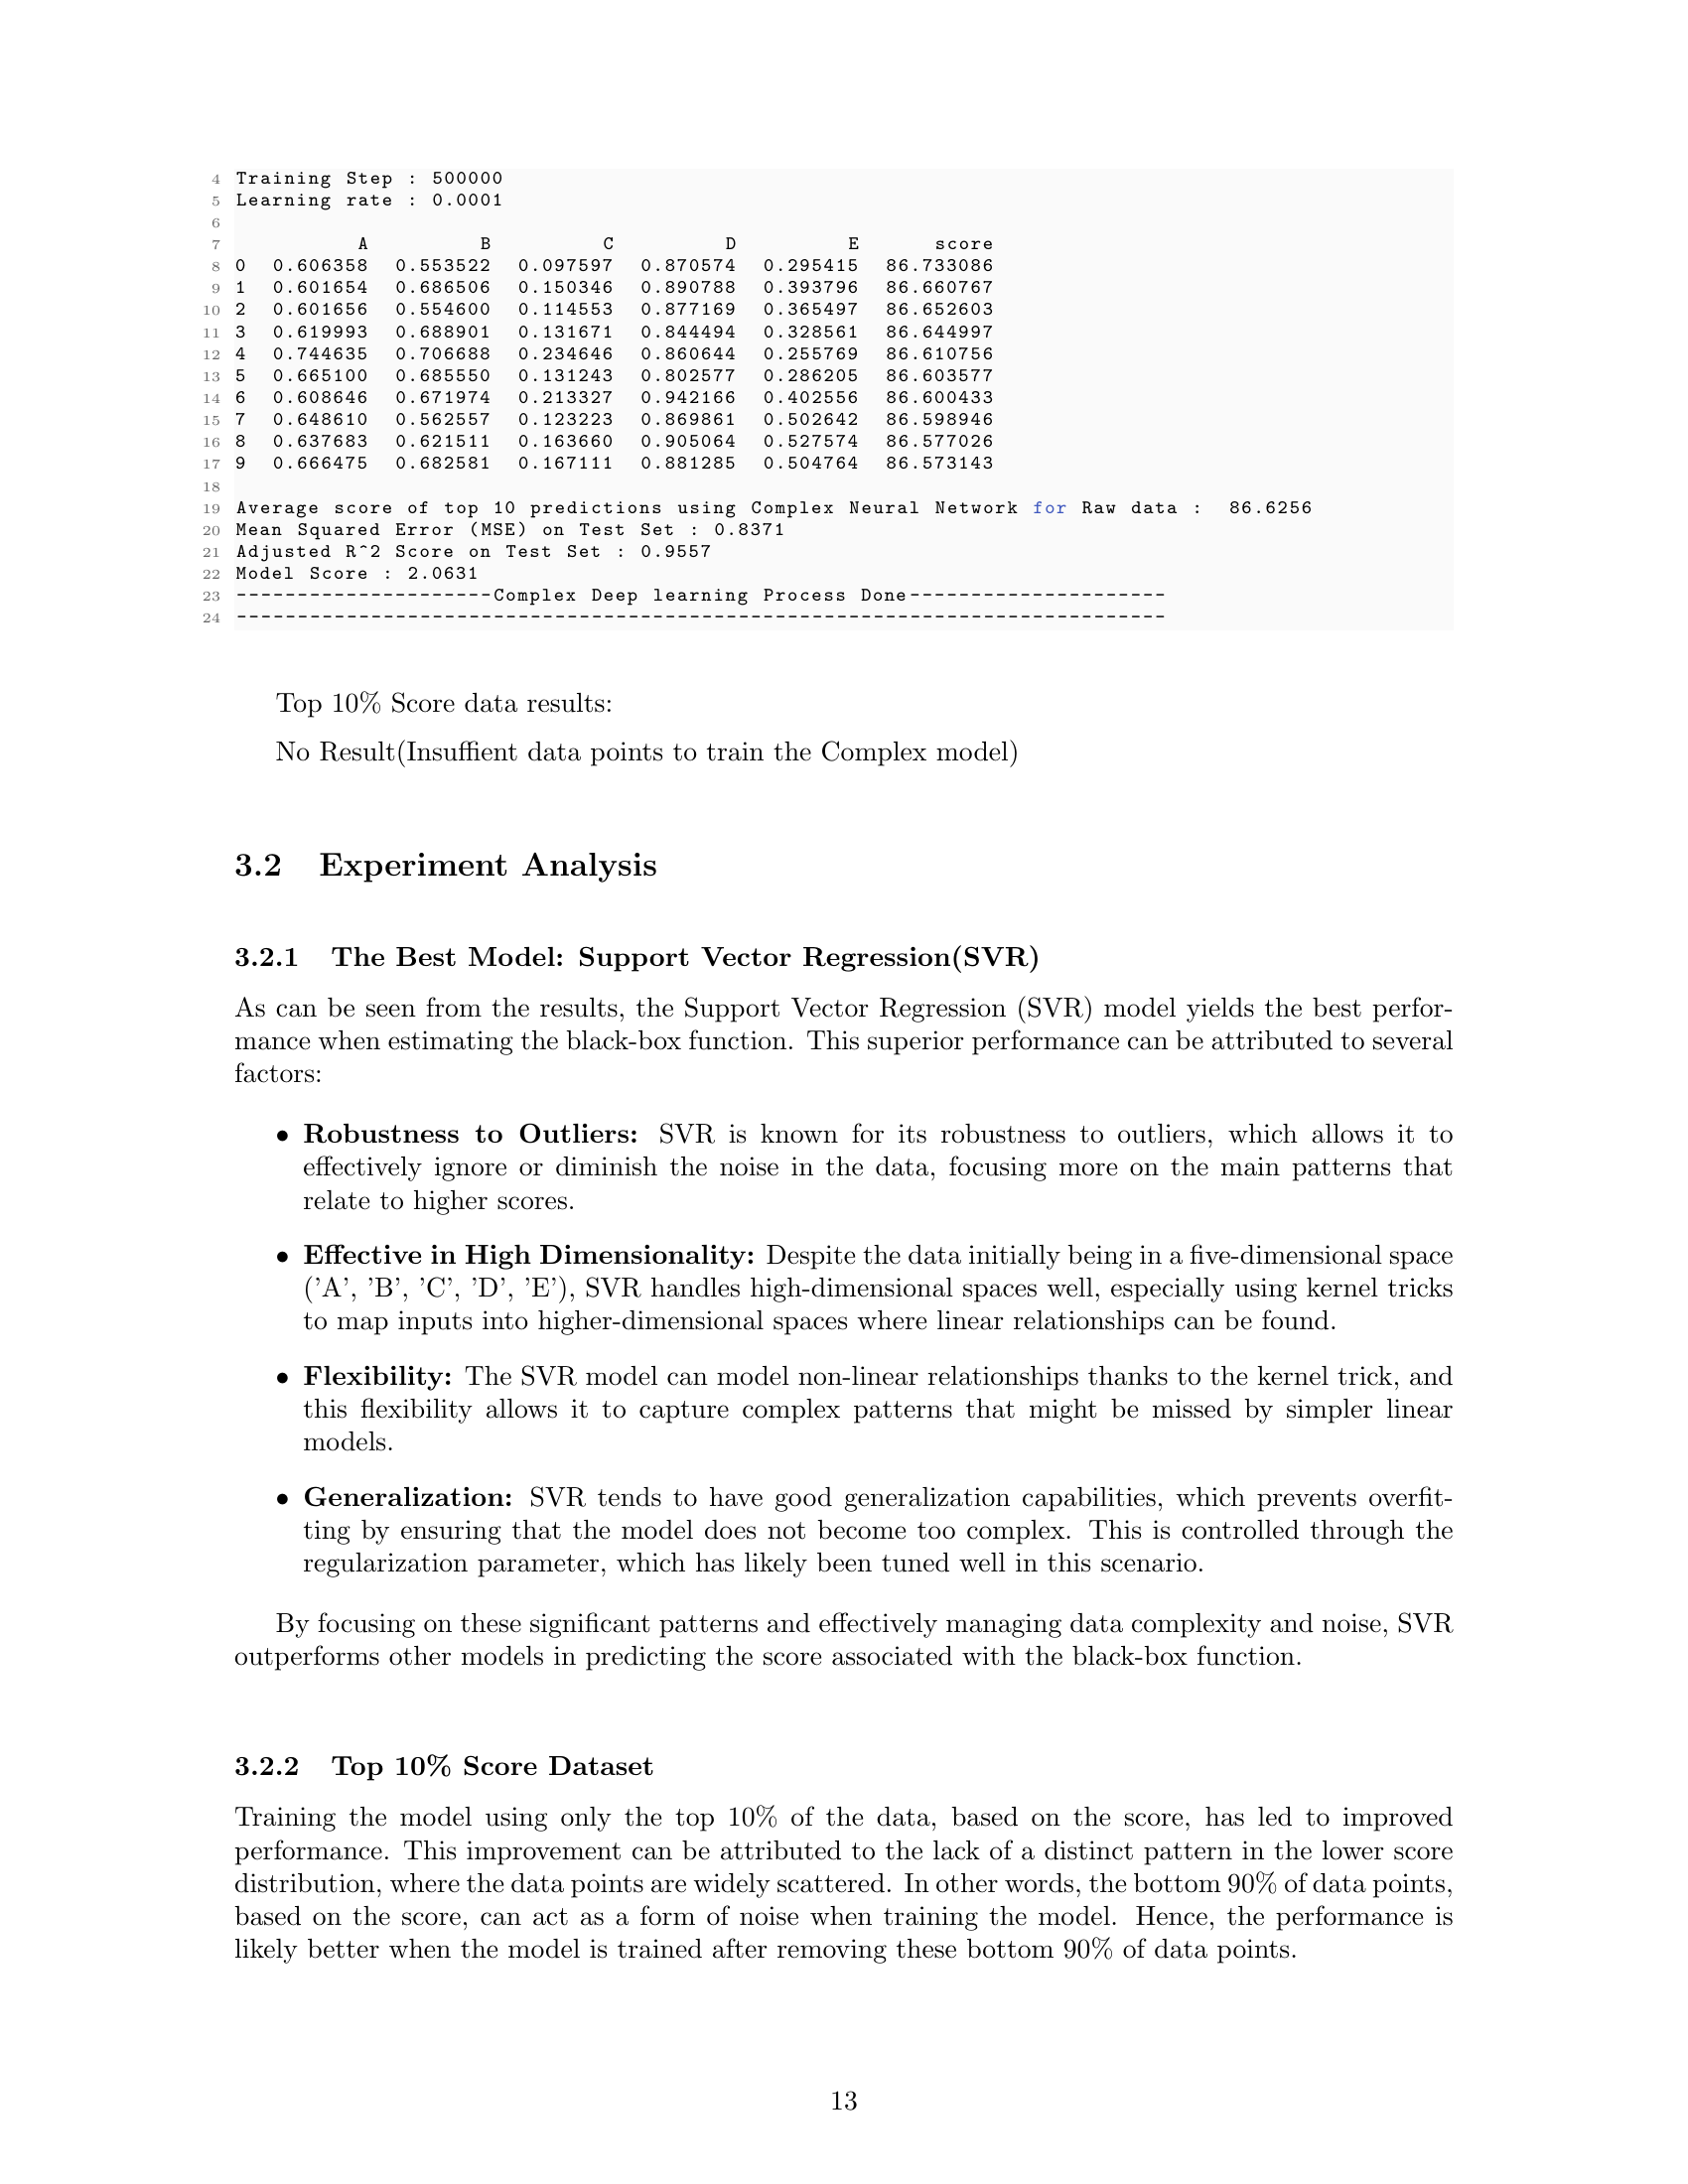 4 Training Step : 500000
5 Learning rate : 0.0001
6
7 A B C D E score
8 0 0.606358 0.553522 0.097597 0.870574 0.295415 86.733086
9 1 0.601654 0.686506 0.150346 0.890788 0.393796 86.660767
10 2 0.601656 0.554600 0.114553 0.877169 0.365497 86.652603
11 3 0.619993 0.688901 0.131671 0.844494 0.328561 86.644997
12 4 0.744635 0.706688 0.234646 0.860644 0.255769 86.610756
13 5 0.665100 0.685550 0.131243 0.802577 0.286205 86.603577
14 6 0.608646 0.671974 0.213327 0.942166 0.402556 86.600433
15 7 0.648610 0.562557 0.123223 0.869861 0.502642 86.598946
16 8 0.637683 0.621511 0.163660 0.905064 0.527574 86.577026
17 9 0.666475 0.682581 0.167111 0.881285 0.504764 86.573143
18
19 Average score of top 10 predictions using Complex Neural Network for Raw data : 86.6256
20 Mean Squared Error (MSE) on Test Set : 0.8371
21 Adjusted R^2 Score on Test Set : 0.9557
22 Model Score : 2.0631
23 ---------------------Complex Deep learning Process Done---------------------
24 ----------------------------------------------------------------------------
Top 10% Score data results:
No Result(Insuffient data points to train the Complex model)
3.2 Experiment Analysis
3.2.1 The Best Model: Support Vector Regression(SVR)
As can be seen from the results, the Support Vector Regression (SVR) model yields the best perfor-
mance when estimating the black-box function. This superior performance can be attributed to several
factors:
• Robustness to Outliers: SVR is known for its robustness to outliers, which allows it to
effectively ignore or diminish the noise in the data, focusing more on the main patterns that
relate to higher scores.
• Effective in High Dimensionality: Despite the data initially being in a five-dimensional space
('A', 'B', 'C', 'D', 'E'), SVR handles high-dimensional spaces well, especially using kernel tricks
to map inputs into higher-dimensional spaces where linear relationships can be found.
• Flexibility: The SVR model can model non-linear relationships thanks to the kernel trick, and
this flexibility allows it to capture complex patterns that might be missed by simpler linear
models.
• Generalization: SVR tends to have good generalization capabilities, which prevents overfit-
ting by ensuring that the model does not become too complex. This is controlled through the
regularization parameter, which has likely been tuned well in this scenario.
By focusing on these significant patterns and effectively managing data complexity and noise, SVR
outperforms other models in predicting the score associated with the black-box function.
3.2.2 Top 10% Score Dataset
Training the model using only the top 10% of the data, based on the score, has led to improved
performance. This improvement can be attributed to the lack of a distinct pattern in the lower score
distribution, where the data points are widely scattered. In other words, the bottom 90% of data points,
based on the score, can act as a form of noise when training the model. Hence, the performance is
likely better when the model is trained after removing these bottom 90% of data points.
13